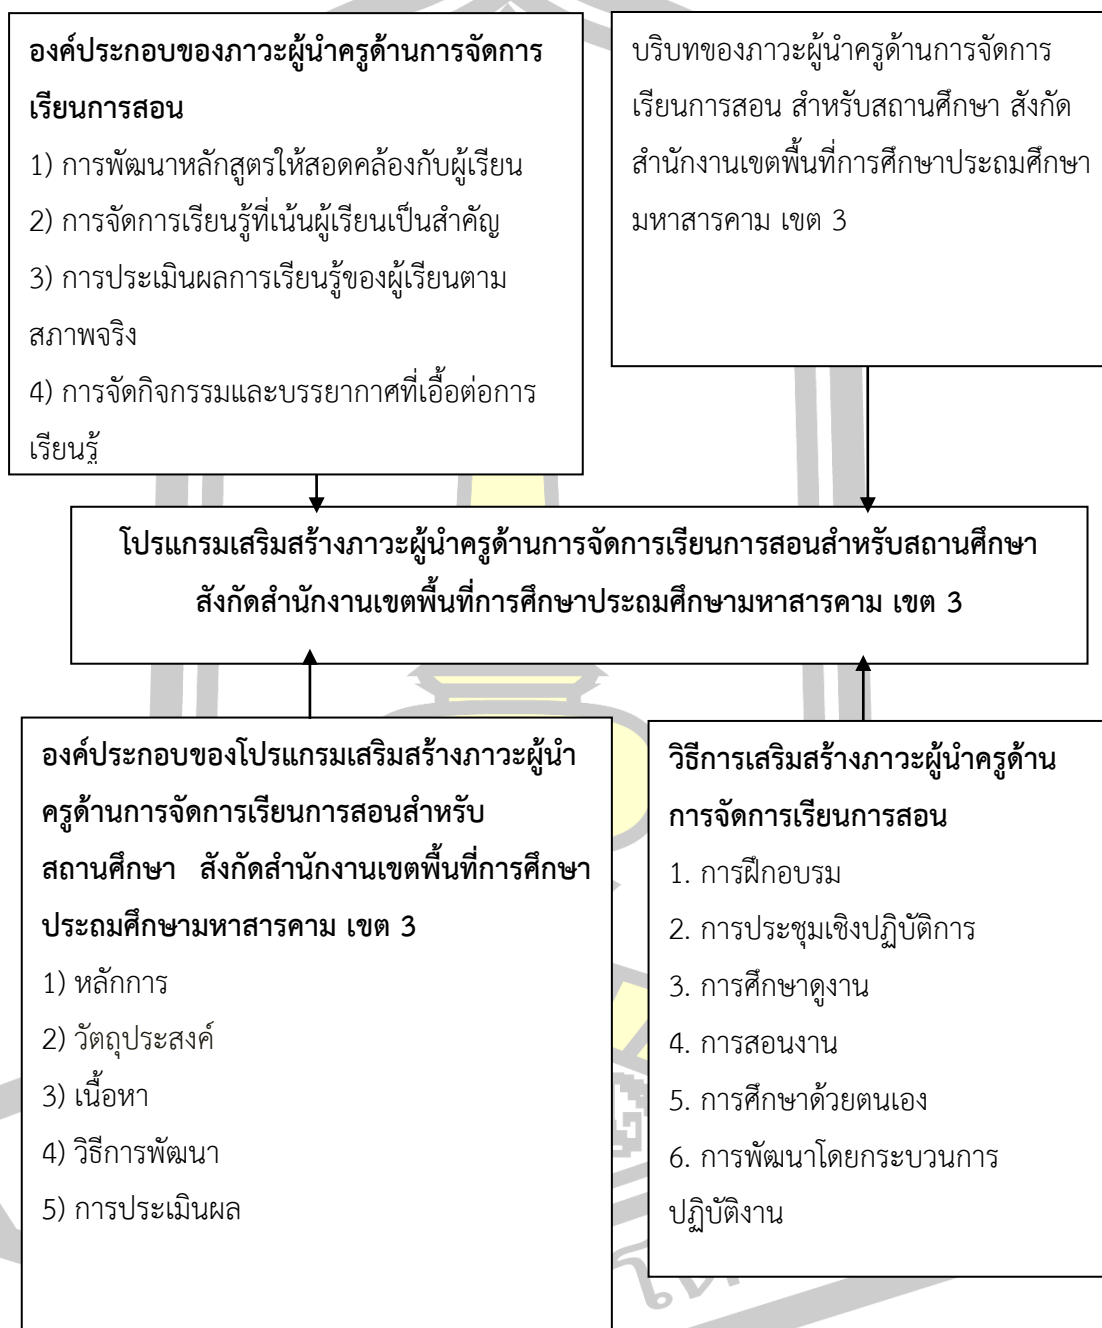 องค์ประกอบของภาวะผู้นำครูด้านการจัดการ
เรียนการสอน
1) การพัฒนาหลักสูตรให้สอดคล้องกับผู้เรียน
2) การจัดการเรียนรู้ที่เน้นผู้เรียนเป็นสำคัญ
3) การประเมินผลการเรียนรู้ของผู้เรียนตาม
สภาพจริง
4) การจัดกิจกรรมและบรรยากาศที่เอื้อต่อการ
เรียนรู้
บริบทของภาวะผู้นำครูด้านการจัดการ
เรียนการสอน สำหรับสถานศึกษา สังกัด
สำนักงานเขตพื้นที่การศึกษาประถมศึกษา
มหาสารคาม เขต 3
โปรแกรมเสริมสร้างภาวะผู้นำครูด้านการจัดการเรียนการสอนสำหรับสถานศึกษา
สังกัดสำนักงานเขตพื้นที่การศึกษาประถมศึกษามหาสารคาม เขต 3
องค์ประกอบของโปรแกรมเสริมสร้างภาวะผู้นำ
ครูด้านการจัดการเรียนการสอนสำหรับ
สถานศึกษา สังกัดสำนักงานเขตพื้นที่การศึกษา
ประถมศึกษามหาสารคาม เขต 3
1) หลักการ
2) วัตถุประสงค์
3) เนื้อหา
4) วิธีการพัฒนา
5) การประเมินผล
วิธีการเสริมสร้างภาวะผู้นำครูด้าน
การจัดการเรียนการสอน
1. การฝึกอบรม
2. การประชุมเชิงปฏิบัติการ
3. การศึกษาดูงาน
4. การสอนงาน
5. การศึกษาด้วยตนเอง
6. การพัฒนาโดยกระบวนการ
ปฏิบัติงาน